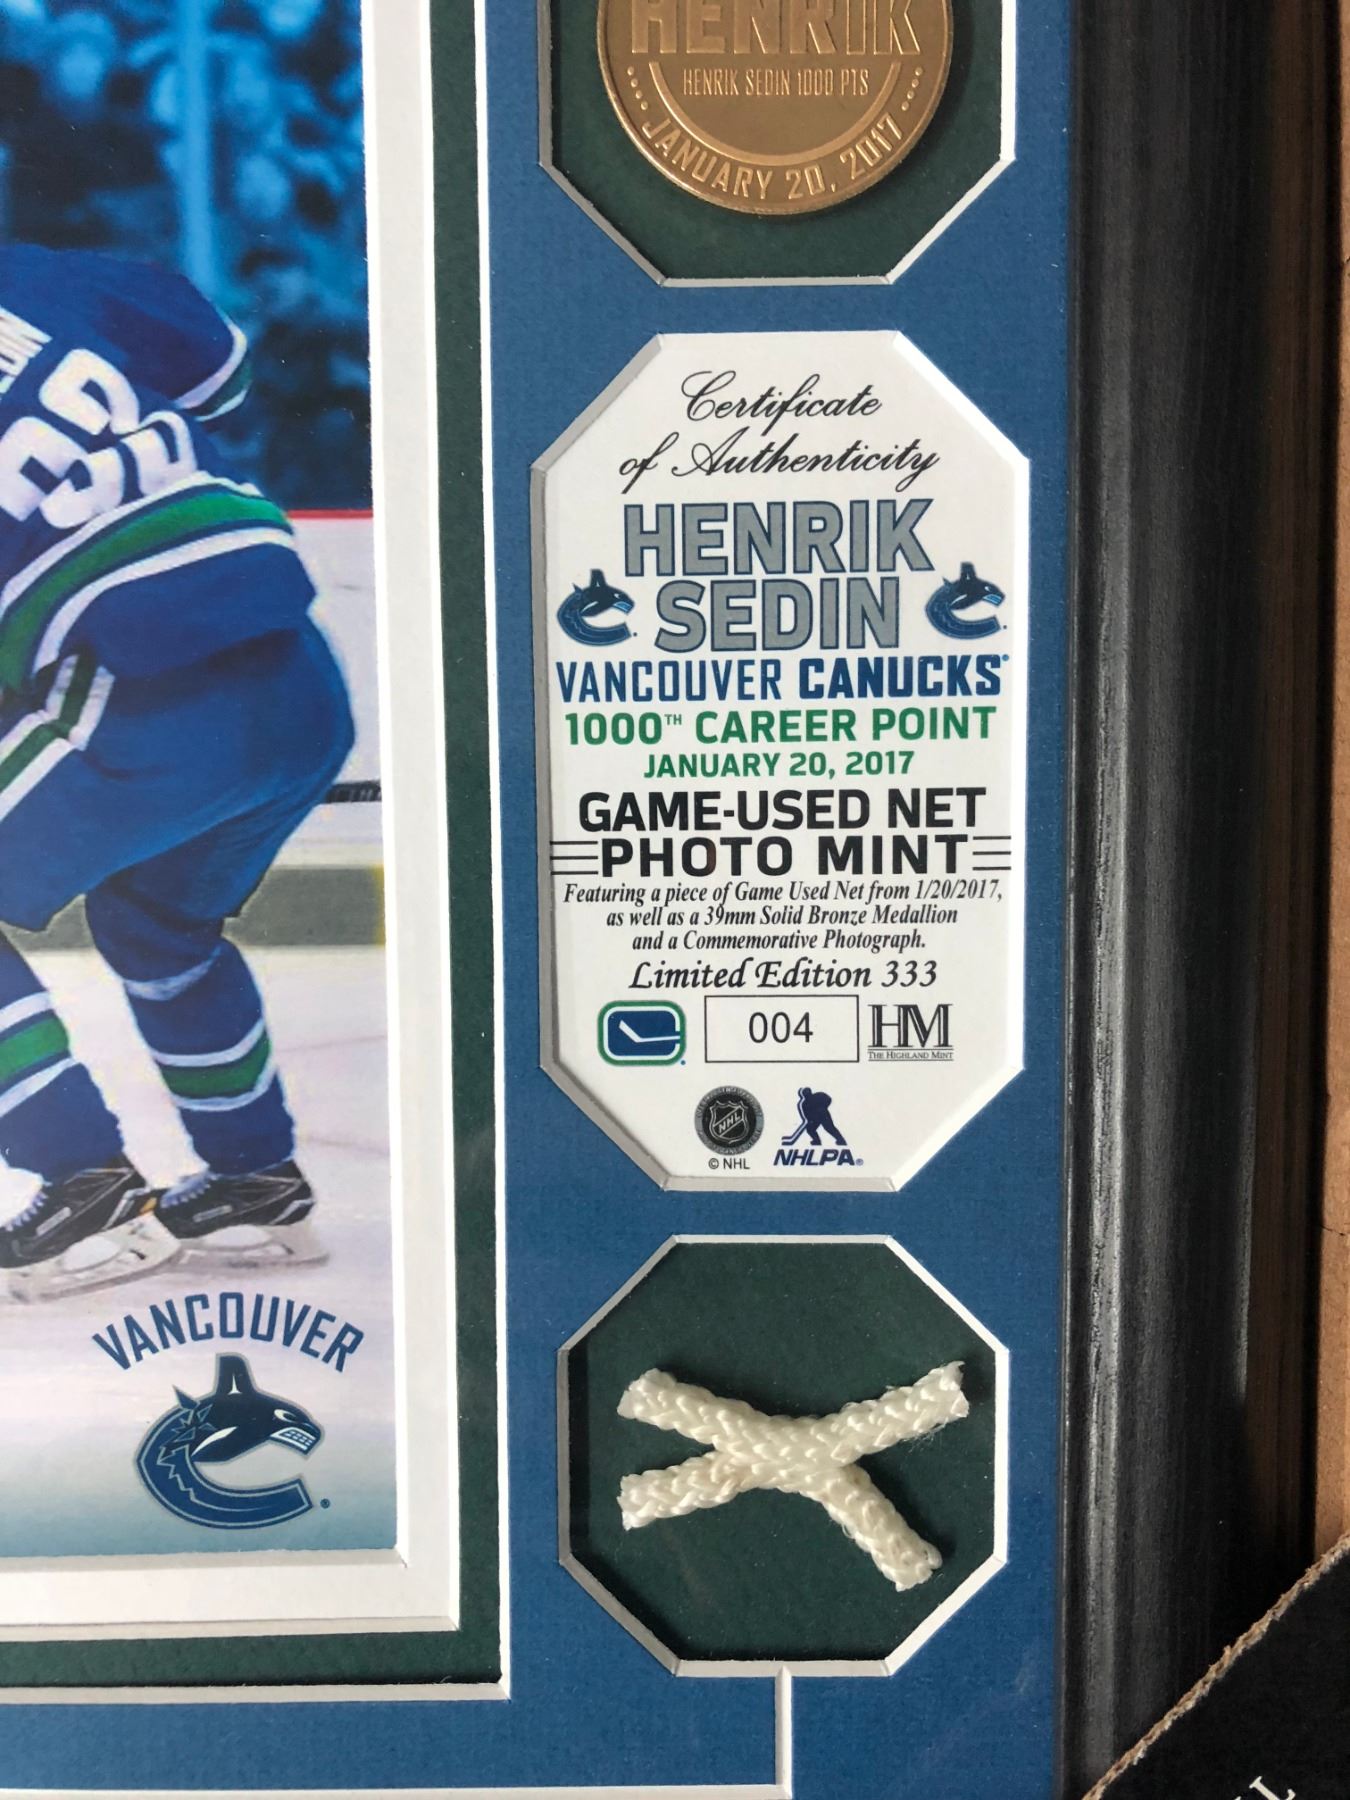 HENRIK
HENRIK SEDIN 1000 PTS
JANUARY 20, 2017
33
Certificate
of Authenticity
HENRIK
SEDIN
VANCOUVER CANUCKS
1000TH CAREER POINT
JANUARY 20, 2017
GAME-USED NET
PHOTO MINT
Featuring a piece of Game Used Net from 1/20/2017,
as well as a 39mm Solid Bronze Medallion
and a Commemorative Photograph.
Limited Edition 333
004
HM
THE HIGHLAND MINT
NHL
© NHL
NHLPA®
VANCOUVER